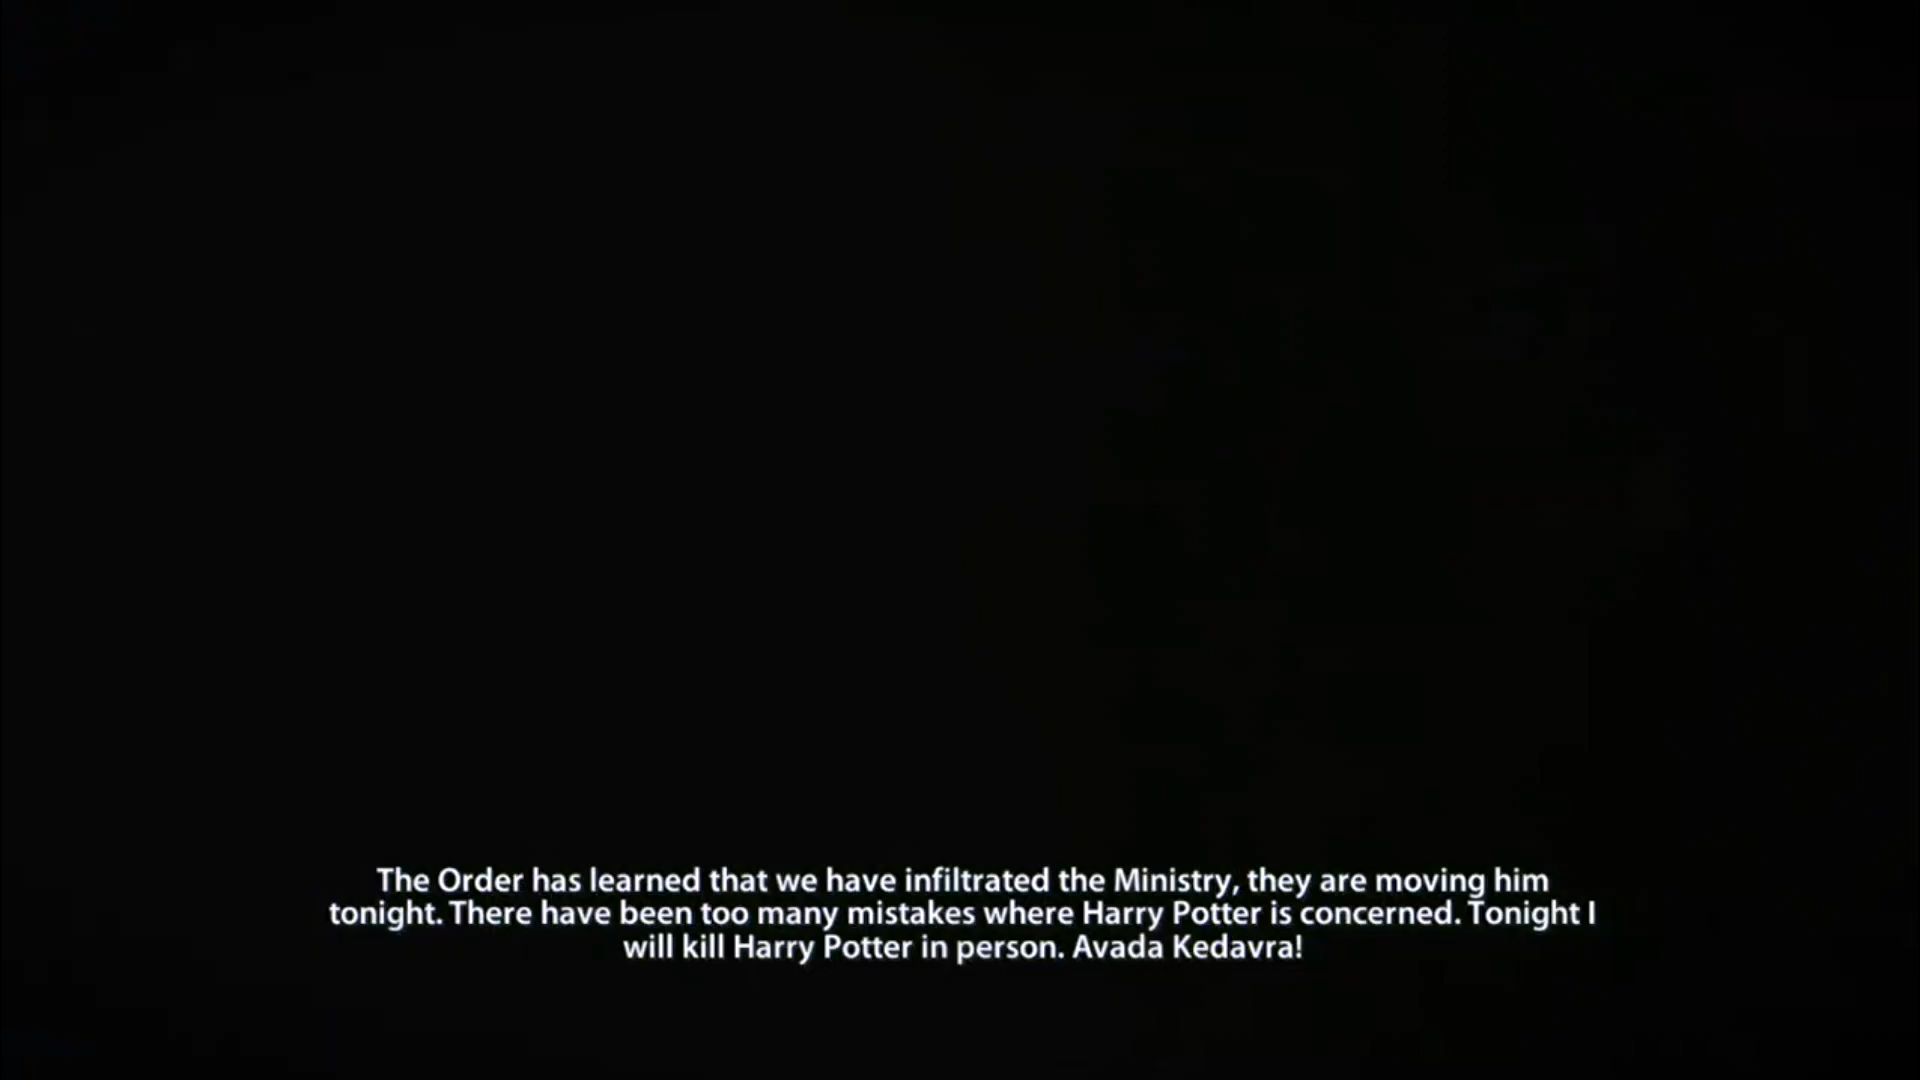 The Order has learned that we have infiltrated the Ministry, they are moving him
tonight. There have been too many mistakes where Harry Potter is concerned. Tonight I
will kill Harry Potter in person. Avada Kedavra!